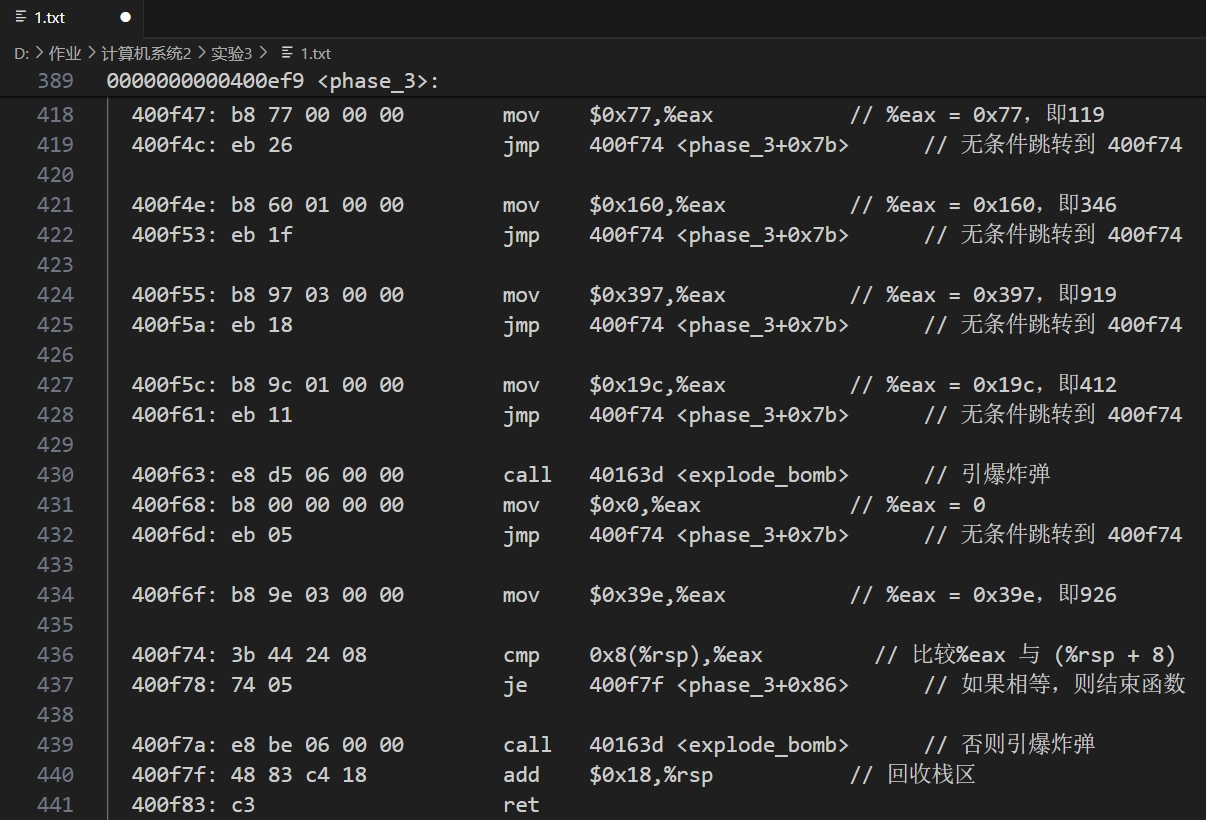 1.txt
D: > 作业 > 计算机系统2 > 实验3 > 1.txt
389 0000000000400ef9 <phase_3>:
418 400f47: b8 77 00 00 00 mov $0x77,%eax // %eax = 0x77，即119
419 400f4c: eb 26 jmp 400f74 <phase_3+0x7b> // 无条件跳转到 400f74
420
421 400f4e: b8 60 01 00 00 mov $0x160,%eax // %eax = 0x160，即346
422 400f53: eb 1f jmp 400f74 <phase_3+0x7b> // 无条件跳转到 400f74
423
424 400f55: b8 97 03 00 00 mov $0x397,%eax // %eax = 0x397，即919
425 400f5a: eb 18 jmp 400f74 <phase_3+0x7b> // 无条件跳转到 400f74
426
427 400f5c: b8 9c 01 00 00 mov $0x19c,%eax // %eax = 0x19c，即412
428 400f61: eb 11 jmp 400f74 <phase_3+0x7b> // 无条件跳转到 400f74
429
430 400f63: e8 d5 06 00 00 call 40163d <explode_bomb> // 引爆炸弹
431 400f68: b8 00 00 00 00 mov $0x0,%eax // %eax = 0
432 400f6d: eb 05 jmp 400f74 <phase_3+0x7b> // 无条件跳转到 400f74
433
434 400f6f: b8 9e 03 00 00 mov $0x39e,%eax // %eax = 0x39e，即926
435
436 400f74: 3b 44 24 08 cmp 0x8(%rsp),%eax // 比较%eax 与 (%rsp + 8)
437 400f78: 74 05 je 400f7f <phase_3+0x86> // 如果相等，则结束函数
438
439 400f7a: e8 be 06 00 00 call 40163d <explode_bomb> // 否则引爆炸弹
440 400f7f: 48 83 c4 18 add $0x18,%rsp // 回收栈区
441 400f83: c3 ret